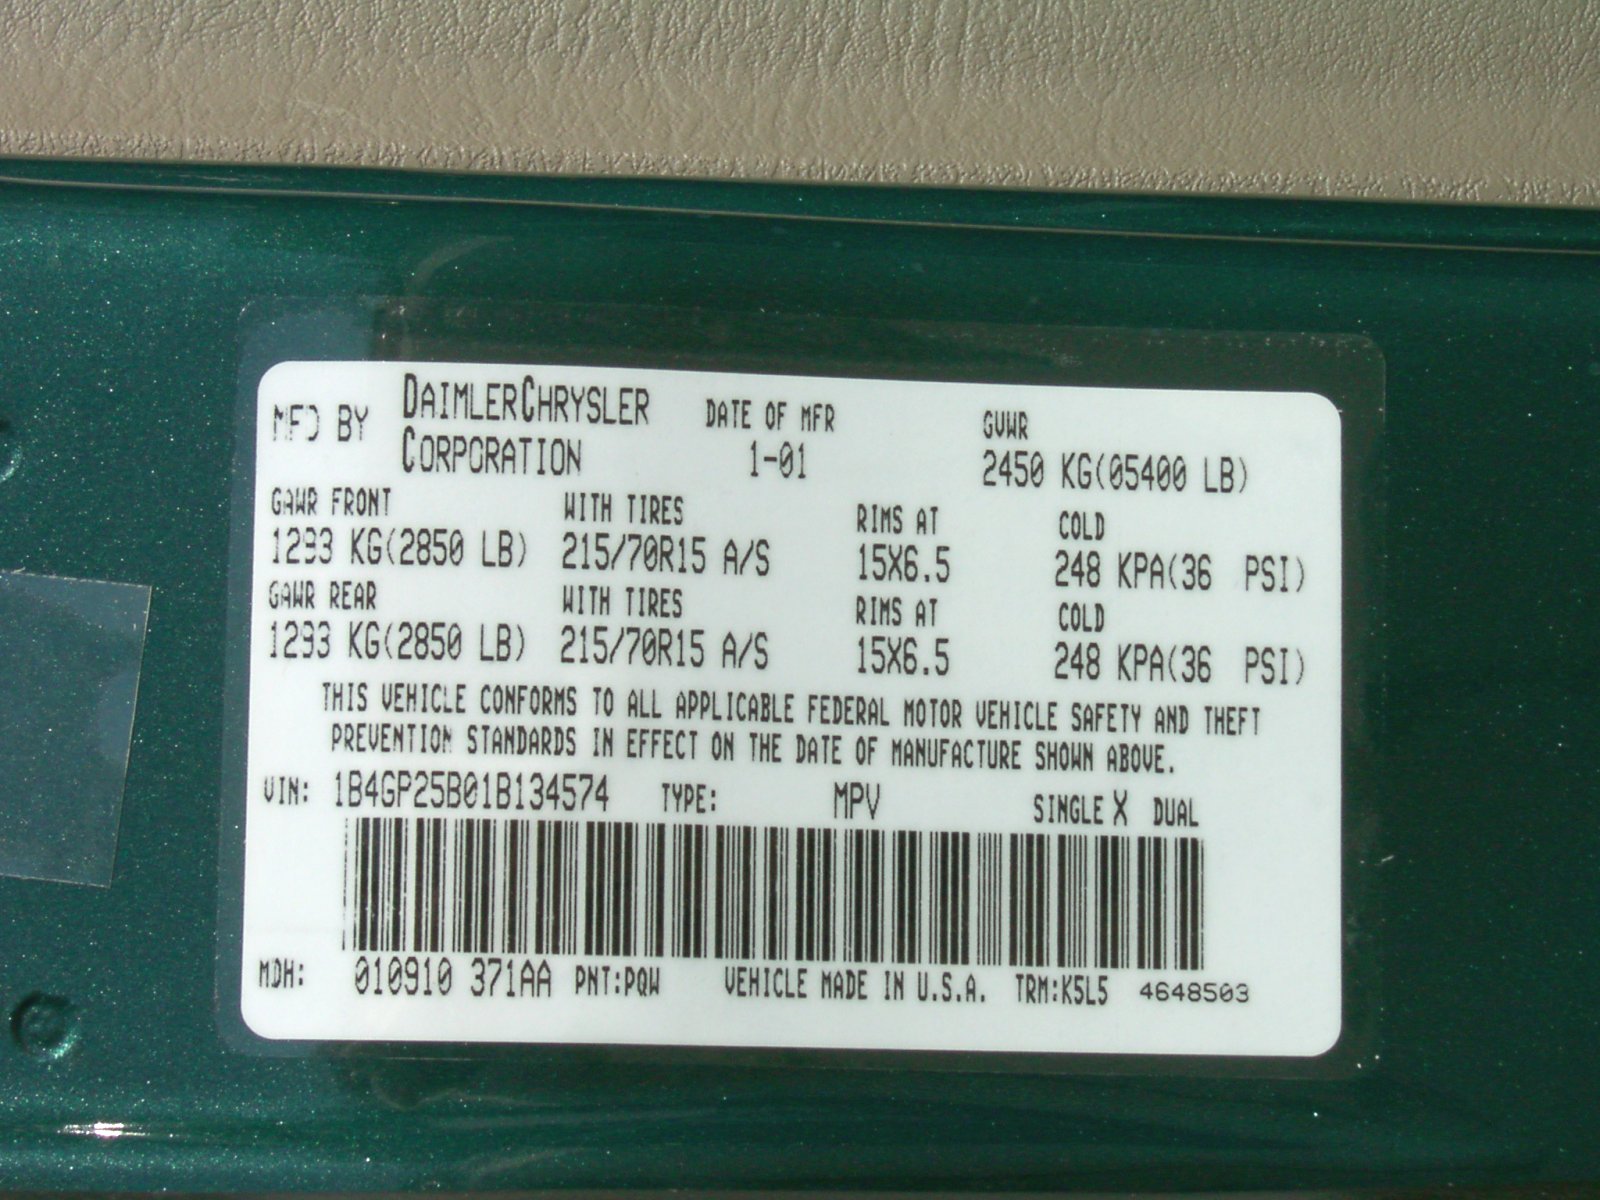 MFD BY DAIMLERCHRYSLER CORPORATION DATE OF MFR 1-01 GVWR 2450 KG(05400 LB)
GAWR FRONT WITH TIRES RIMS AT COLD
1293 KG(2850 LB) 215/70R15 A/S 15X6.5 248 KPA(36 PSI)
GAWR REAR WITH TIRES RIMS AT COLD
1293 KG(2850 LB) 215/70R15 A/S 15X6.5 248 KPA(36 PSI)
THIS VEHICLE CONFORMS TO ALL APPLICABLE FEDERAL MOTOR VEHICLE SAFETY AND THEFT
PREVENTION STANDARDS IN EFFECT ON THE DATE OF MANUFACTURE SHOWN ABOVE.
VIN: 1B4GP25B01B134574 TYPE: MPV SINGLE X DUAL
MDH: 010910 371AA PNT:PQW VEHICLE MADE IN U.S.A. TRM:K5L5 4648503